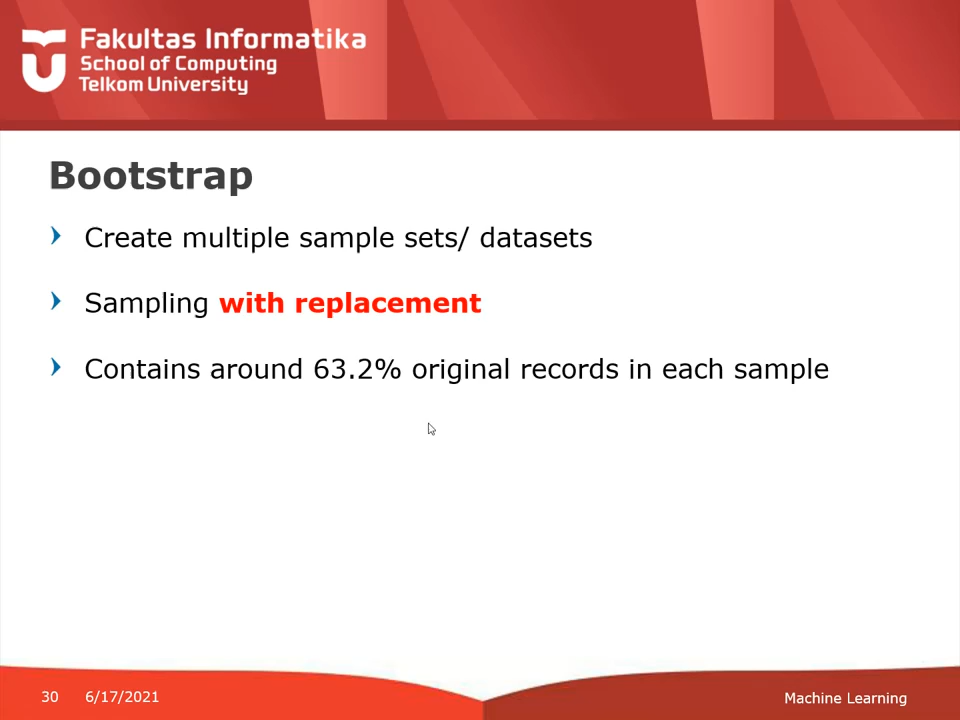 Fakultas Informatika
School of Computing
Telkom University
Bootstrap
Create multiple sample sets/ datasets
Sampling with replacement
Contains around 63.2% original records in each sample
30 6/17/2021
Machine Learning